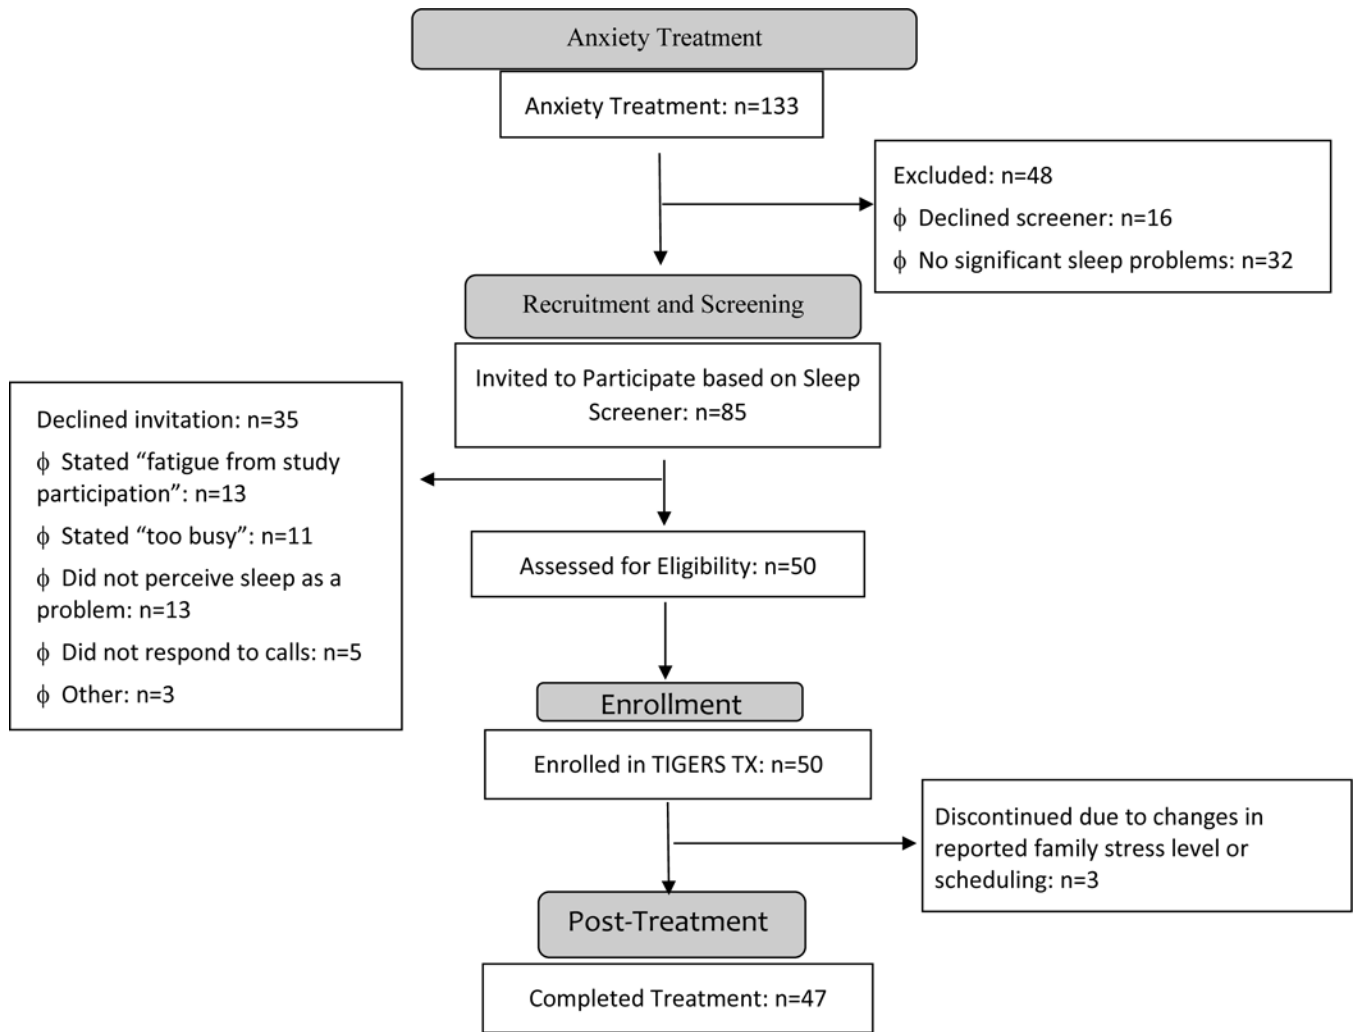 Anxiety Treatment
Anxiety Treatment: n=133
Excluded: n=48
ϕ Declined screener: n=16
ϕ No significant sleep problems: n=32
Recruitment and Screening
Invited to Participate based on Sleep
Screener: n=85
Declined invitation: n=35
ϕ Stated “fatigue from study
participation”: n=13
ϕ Stated “too busy”: n=11
ϕ Did not perceive sleep as a
problem: n=13
ϕ Did not respond to calls: n=5
ϕ Other: n=3
Assessed for Eligibility: n=50
Enrollment
Enrolled in TIGERS TX: n=50
Discontinued due to changes in
reported family stress level or
scheduling: n=3
Post-Treatment
Completed Treatment: n=47